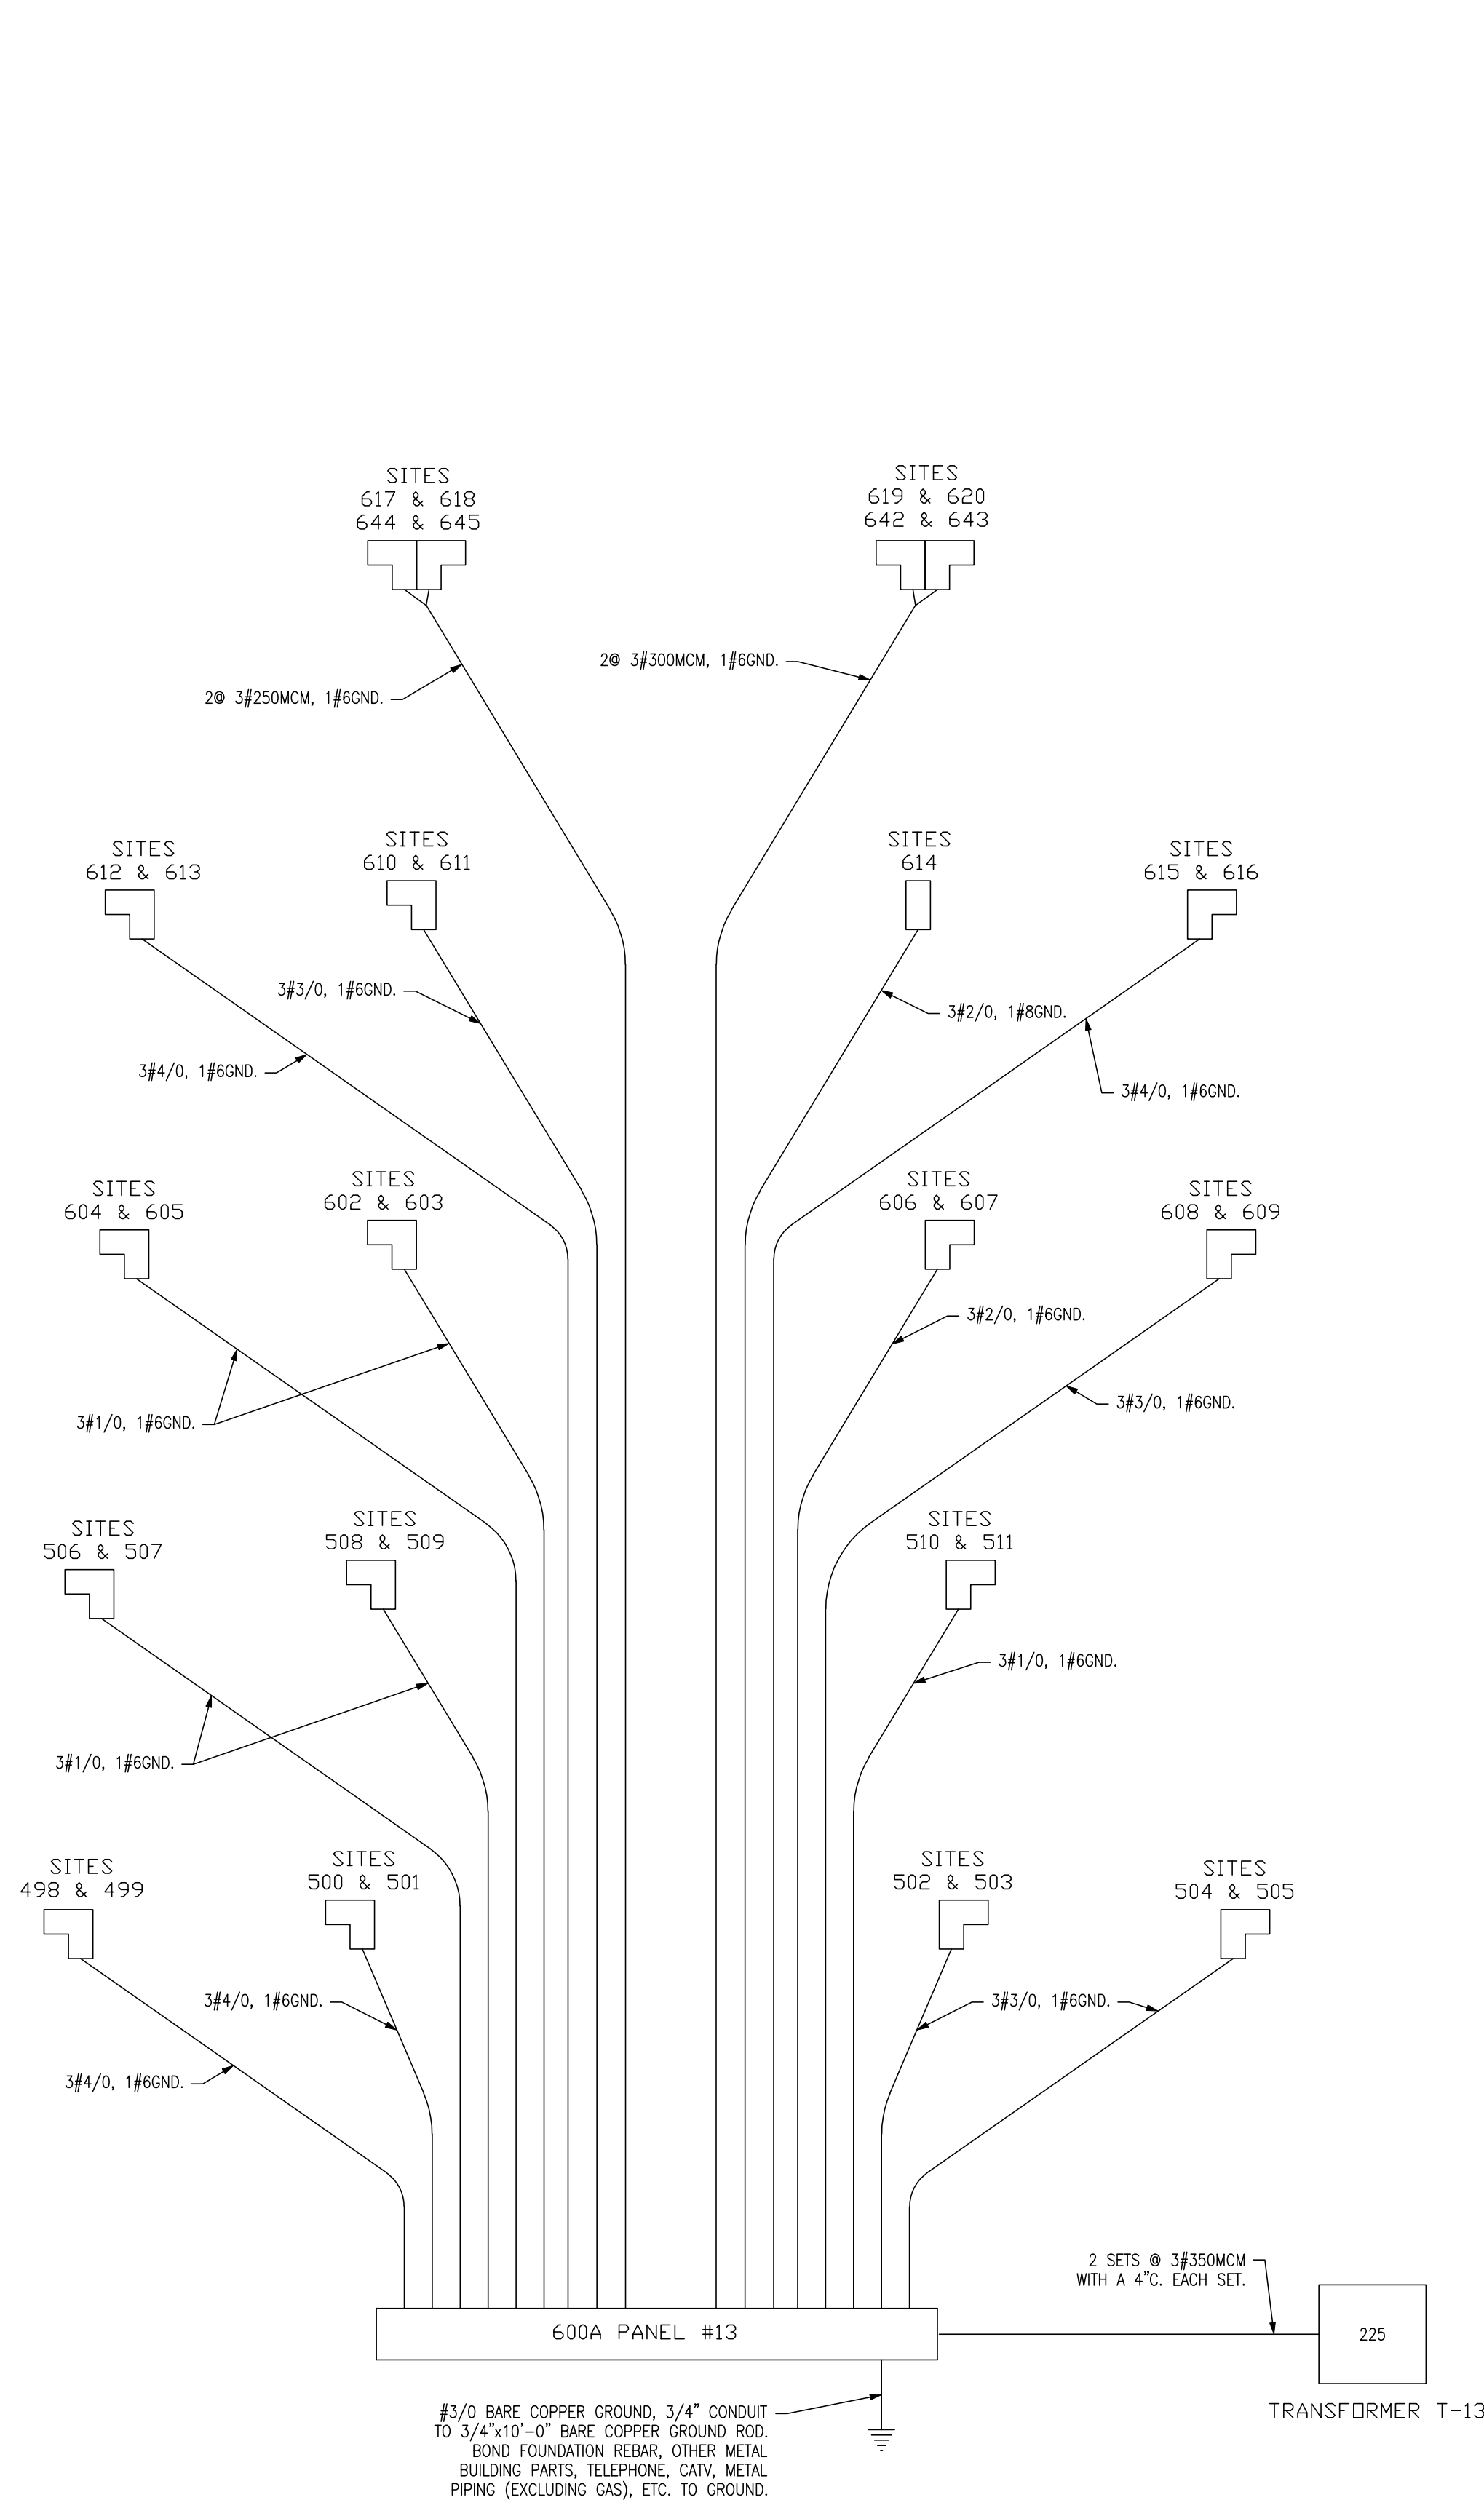 SITES
617 & 618
644 & 645
SITES
619 & 620
642 & 643
2@ 3#300MCM, 1#6GND.
2@ 3#250MCM, 1#6GND.
SITES
612 & 613
SITES
610 & 611
SITES
614
SITES
615 & 616
3#3/0, 1#6GND.
3#2/0, 1#8GND.
3#4/0, 1#6GND.
3#4/0, 1#6GND.
SITES
604 & 605
SITES
602 & 603
SITES
606 & 607
SITES
608 & 609
3#2/0, 1#6GND.
3#3/0, 1#6GND.
3#1/0, 1#6GND.
SITES
506 & 507
SITES
508 & 509
SITES
510 & 511
3#1/0, 1#6GND.
3#1/0, 1#6GND.
SITES
498 & 499
SITES
500 & 501
SITES
502 & 503
SITES
504 & 505
3#4/0, 1#6GND.
3#3/0, 1#6GND.
3#4/0, 1#6GND.
2 SETS @ 3#350MCM
WITH A 4"C. EACH SET.
600A PANEL #13
225
TRANSFORMER T-13
#3/0 BARE COPPER GROUND, 3/4" CONDUIT
TO 3/4"x10'-0" BARE COPPER GROUND ROD.
BOND FOUNDATION REBAR, OTHER METAL
BUILDING PARTS, TELEPHONE, CATV, METAL
PIPING (EXCLUDING GAS), ETC. TO GROUND.